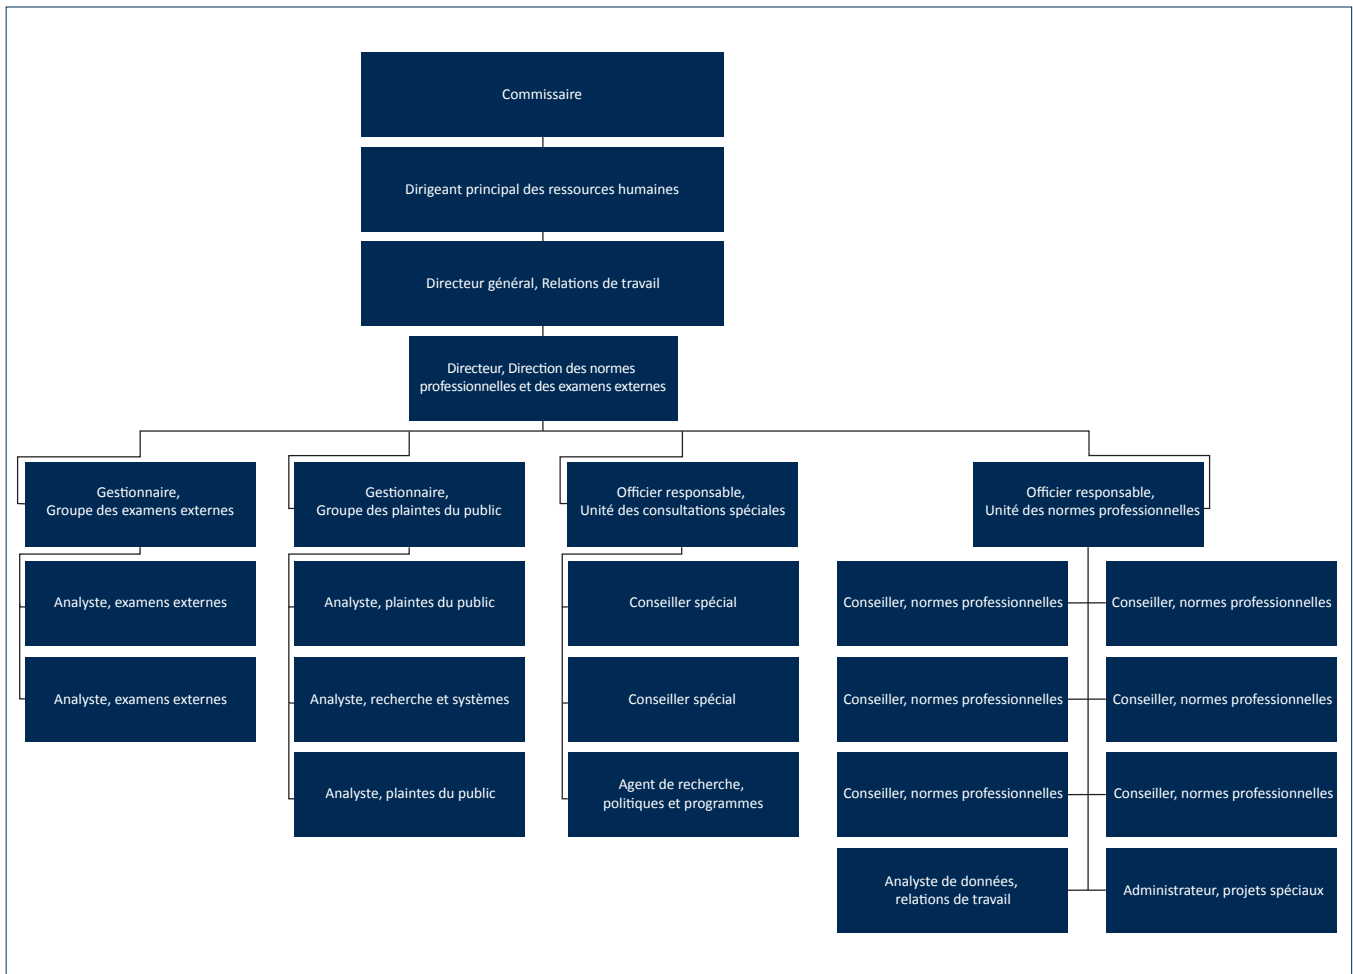 Commissaire
Dirigeant principal des ressources humaines
Directeur général, Relations de travail
Directeur, Direction des normes
professionnelles et des examens externes
Gestionnaire,
Groupe des examens externes
Analyste, examens externes
Analyste, examens externes
Gestionnaire,
Groupe des plaintes du public
Analyste, plaintes du public
Analyste, recherche et systèmes
Analyste, plaintes du public
Officier responsable,
Unité des consultations spéciales
Conseiller spécial
Conseiller spécial
Agent de recherche,
politiques et programmes
Officier responsable,
Unité des normes professionnelles
Conseiller, normes professionnelles
Conseiller, normes professionnelles
Conseiller, normes professionnelles
Conseiller, normes professionnelles
Conseiller, normes professionnelles
Conseiller, normes professionnelles
Analyste de données,
relations de travail
Administrateur, projets spéciaux